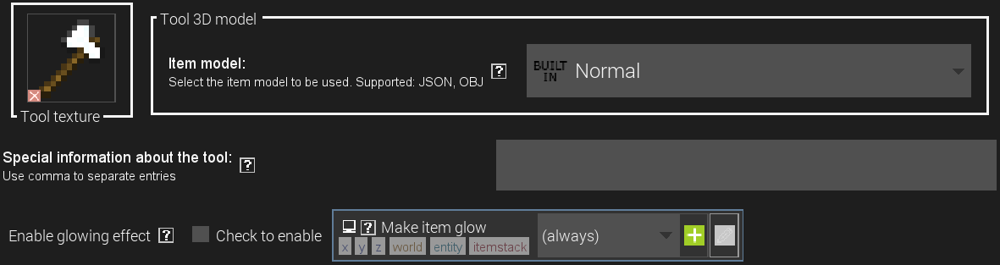 Tool texture
Tool 3D model
Item model:
Select the item model to be used. Supported: JSON, OBJ
?
BUILT
IN
Normal
Special information about the tool:
Use comma to separate entries
?
Enable glowing effect ? Check to enable
? Make item glow
x y z world entity itemstack
(always)